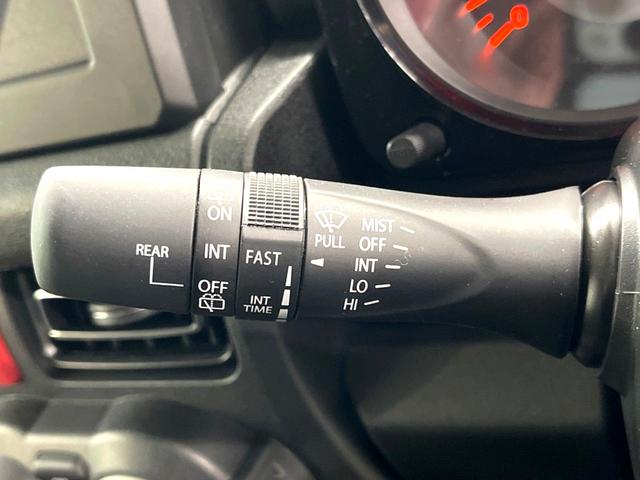 REAR
ON
INT
OFF
FAST
INT
TIME
PULL
MIST
OFF
INT
LO
HI